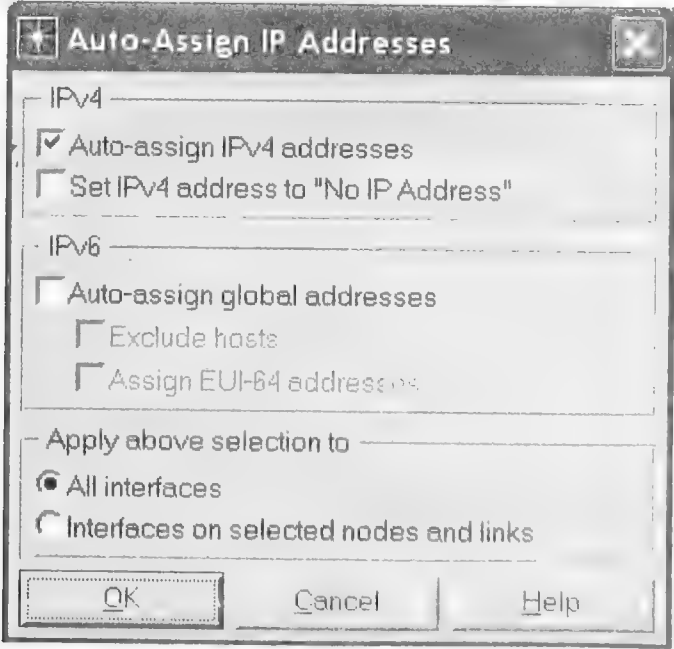 Auto-Assign IP Addresses
IPv4
Auto-assign IPv4 addresses
Set IPv4 address to "No IP Address"
IPv6
Auto-assign global addresses
Exclude hosts
Assign EUI-64 addresses
Apply above selection to
All interfaces
Interfaces on selected nodes and links
OK
Cancel
Help